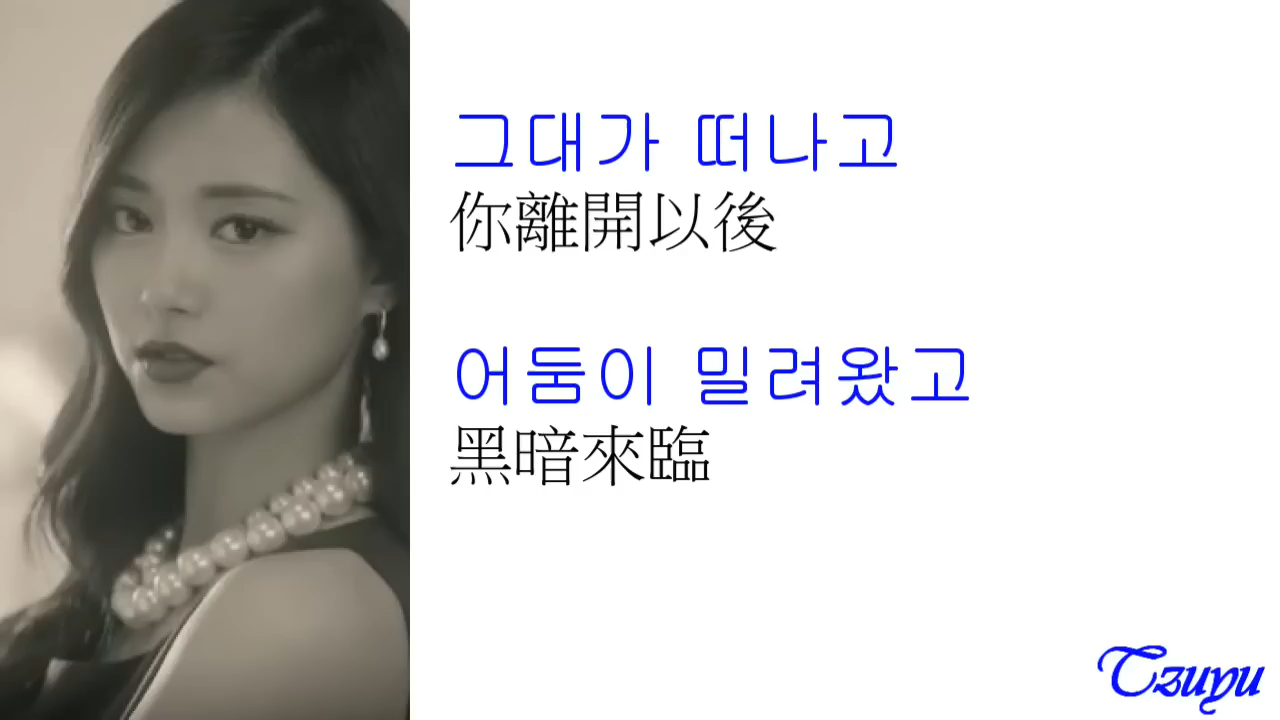 그대가 떠나고
你離開以後
어둠이 밀려왔고
黑暗來臨
Tzuyu